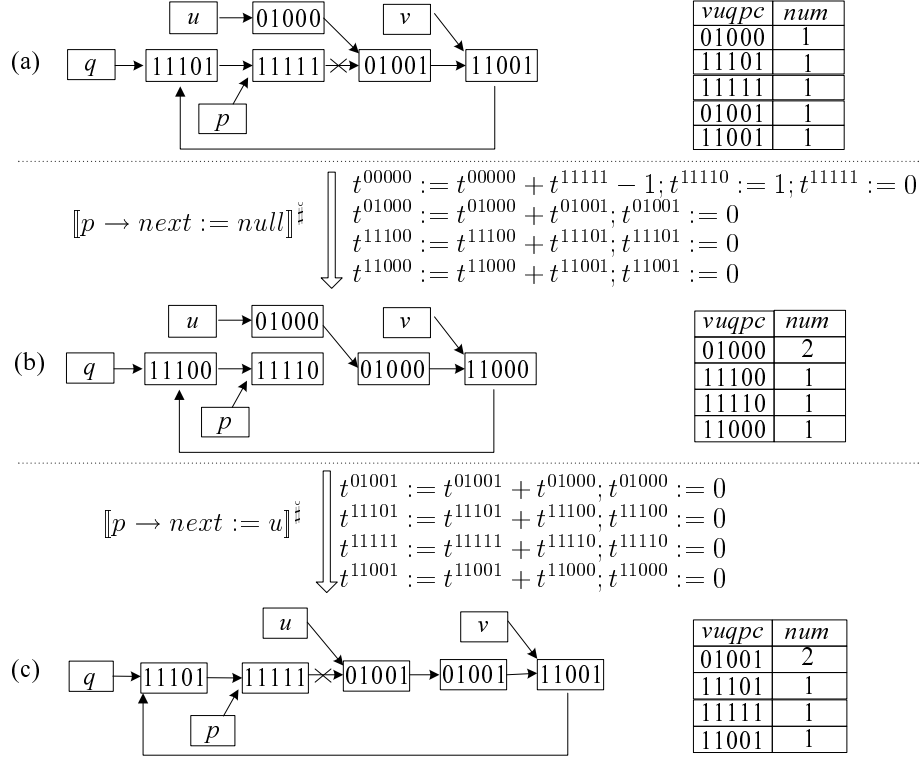 u 01000 v
(a) q 11101 11111 01001 11001
p
vuqpc num
01000 1
11101 1
11111 1
01001 1
11001 1
⟦p → next := null⟧^♯
t^00000 := t^00000 + t^11111 − 1; t^11110 := 1; t^11111 := 0
t^01000 := t^01000 + t^01001; t^01001 := 0
t^11100 := t^11100 + t^11101; t^11101 := 0
t^11000 := t^11000 + t^11001; t^11001 := 0
u 01000 v
(b) q 11100 11110 01000 11000
p
vuqpc num
01000 2
11100 1
11110 1
11000 1
⟦p → next := u⟧^♯
t^01001 := t^01001 + t^01000; t^01000 := 0
t^11101 := t^11101 + t^11100; t^11100 := 0
t^11111 := t^11111 + t^11110; t^11110 := 0
t^11001 := t^11001 + t^11000; t^11000 := 0
u v
(c) q 11101 11111 01001 01001 11001
p
vuqpc num
01001 2
11101 1
11111 1
11001 1